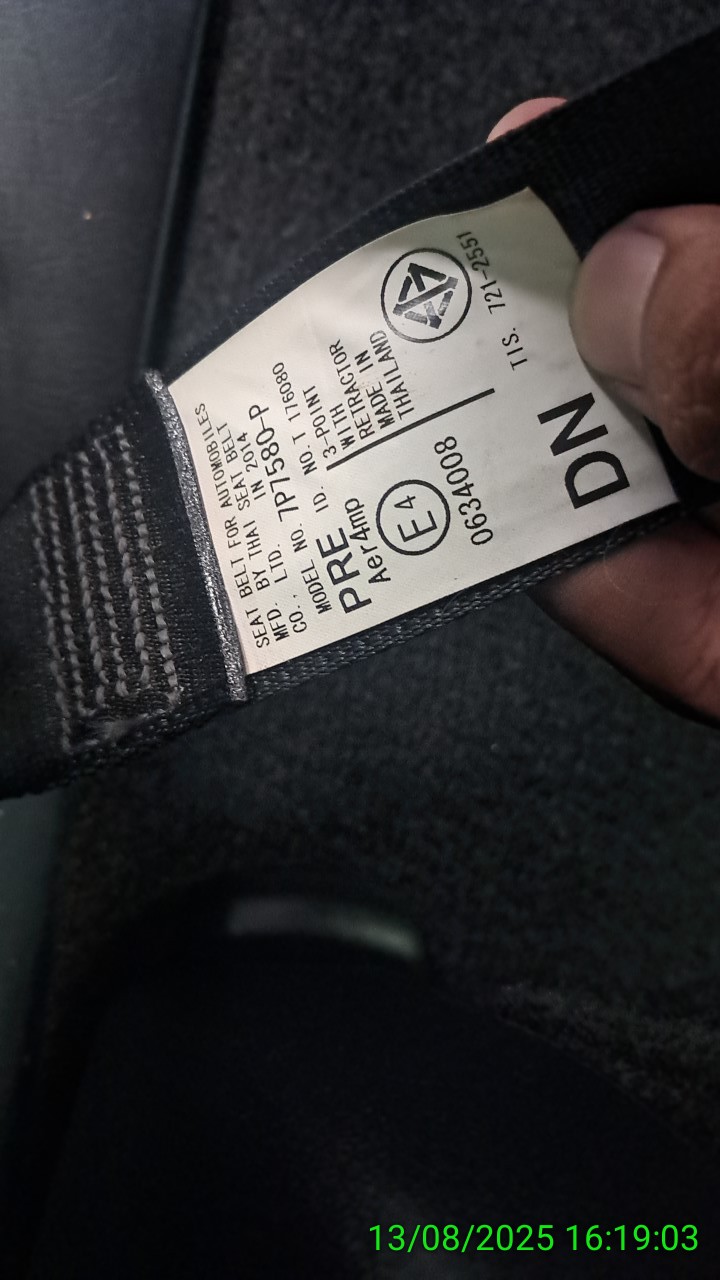 SEAT BELT FOR AUTOMOBILES
MFD. BY THAI SEAT BELT
CO., LTD. IN 2014
MODEL NO. 7P7580-P
PRE ID. NO.T 176080
Aer4mp
3-POINT
WITH
RETRACTOR
MADE IN
THAILAND
E4
0634008
TIS. 721-2551
DN
13/08/2025 16:19:03